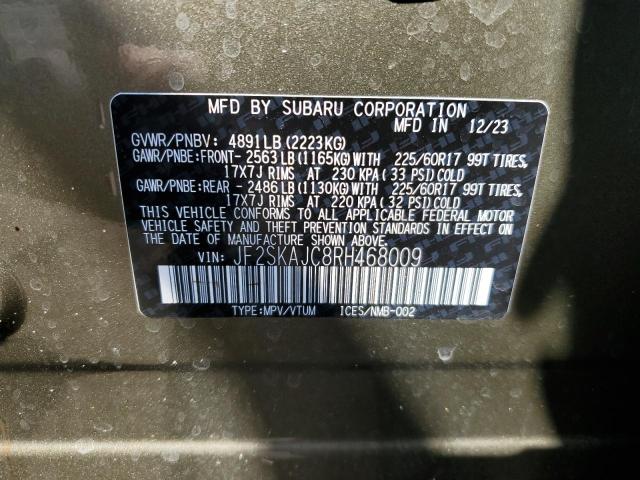 MFD BY SUBARU CORPORATION
MFD IN 12/23
GVWR/PNBV: 4891LB (2223KG)
GAWR/PNBE:FRONT- 2563LB(1165KG)WITH 225/60R17 99T TIRES,
17X7J RIMS AT 230 KPA ( 33 PSI) COLD
GAWR/PNBE:REAR - 2486LB(1130KG)WITH 225/60R17 99T TIRES,
17X7J RIMS AT 220 KPA ( 32 PSI) COLD
THIS VEHICLE CONFORMS TO ALL APPLICABLE FEDERAL MOTOR
VEHICLE SAFETY AND THEFT PREVENTION STANDARDS IN EFFECT
ON THE DATE OF MANUFACTURE SHOWN ABOVE.
VIN: JF2SKAJC8RH468009
TYPE:MPV/VTUM ICES/NMB-002